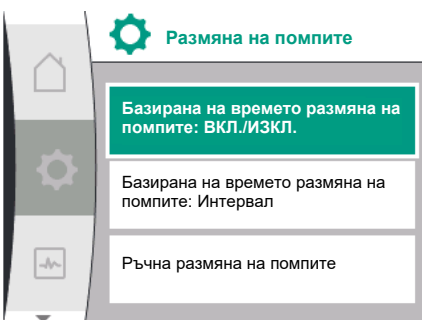 Размяна на помпите
Базирана на времето размяна на
помпите: ВКЛ./ИЗКЛ.
Базирана на времето размяна на
помпите: Интервал
Ръчна размяна на помпите